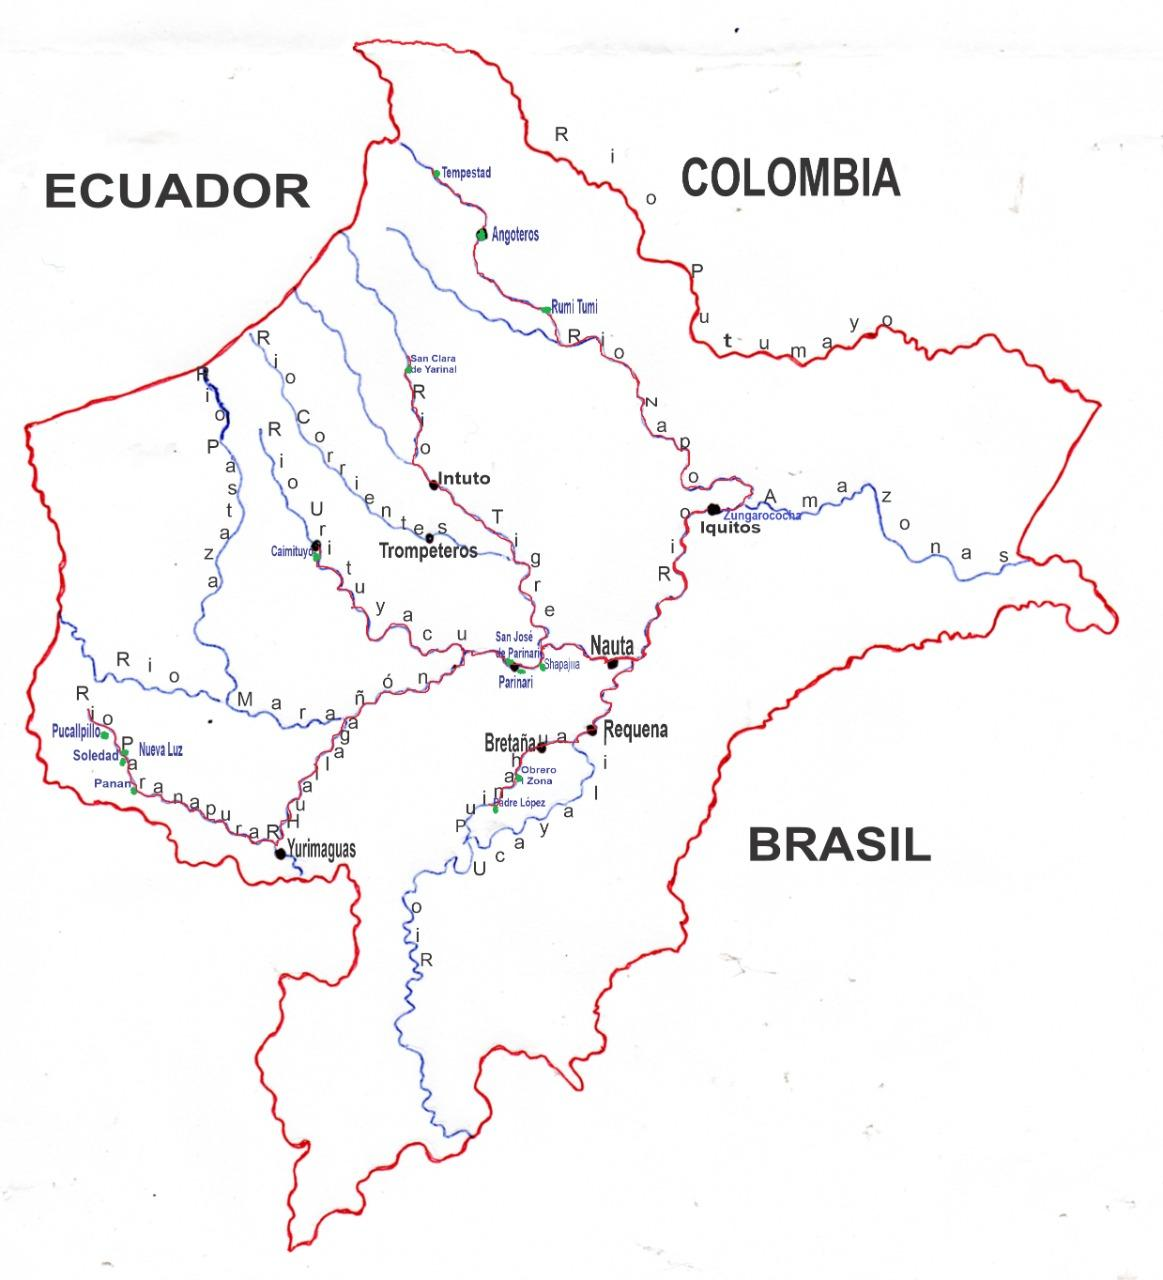 ECUADOR
COLOMBIA
BRASIL
Rio Putumayo
Tempestad
Angoteros
Rumi Tumi
Rio Napo
San Clara
de Yarinal
Rio Tigre
Intuto
Rio Corrientes
Trompeteros
Rio Pastaza
Rio Urituyacu
Caimituyo
Zungarococha
Iquitos
Rio Amazonas
San José
de Parinari
Parinari
Shapajilla
Nauta
Rio Marañón
Rio Paranapura
Pucallpillo
Soledad
Nueva Luz
Panan
R Huallaga
Yurimaguas
Requena
Bretaña
Puinahua
Obrero
I Zona
Padre López
Rio Ucayali